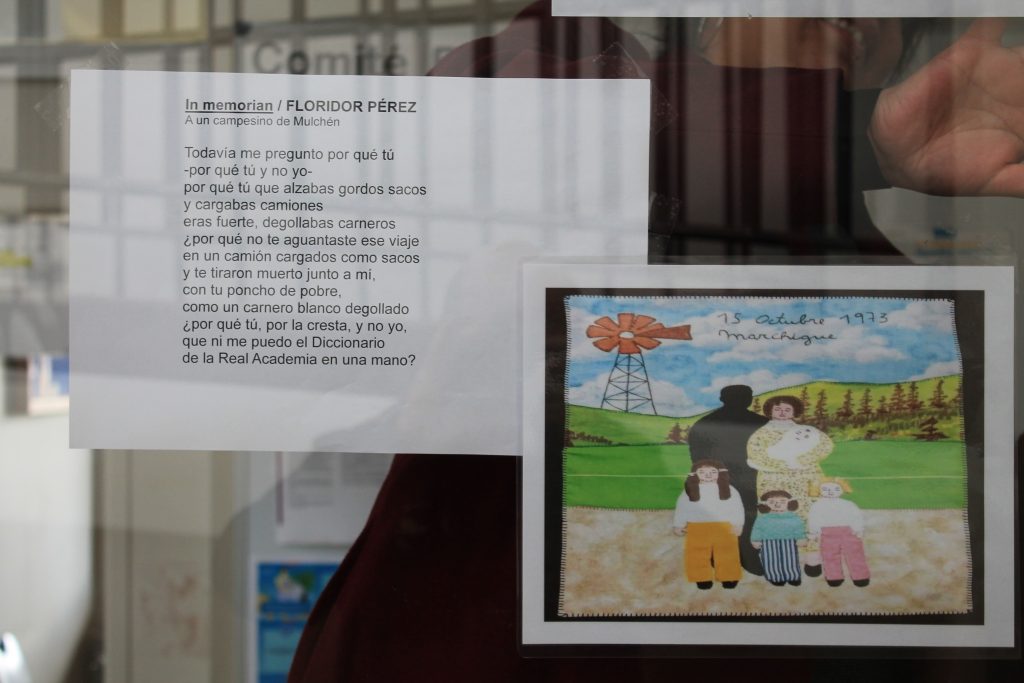 Comité
In memorian / FLORIDOR PÉREZ
A un campesino de Mulchén
Todavía me pregunto por qué tú
-por qué tú y no yo-
por qué tú que alzabas gordos sacos
y cargabas camiones
eras fuerte, degollabas carneros
¿por qué no te aguantaste ese viaje
en un camión cargados como sacos
y te tiraron muerto junto a mí,
con tu poncho de pobre,
como un carnero blanco degollado
¿por qué tú, por la cresta, y no yo,
que ni me puedo el Diccionario
de la Real Academia en una mano?
15 Octubre 1973
Marchigue